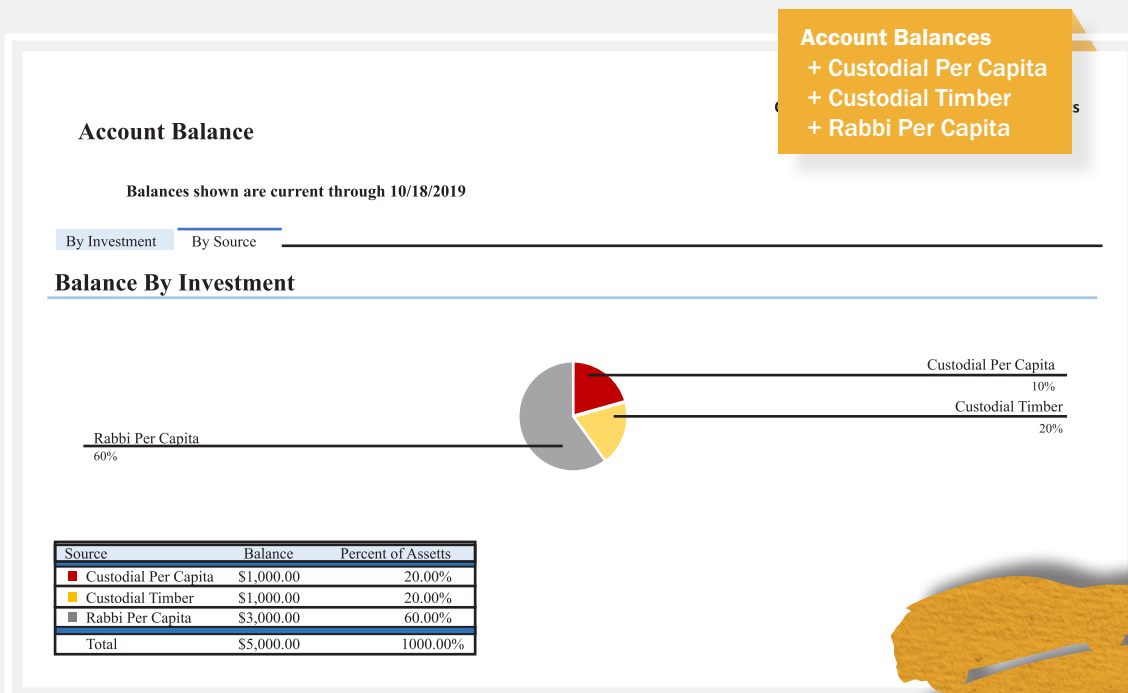 Account Balances
+ Custodial Per Capita
+ Custodial Timber
+ Rabbi Per Capita
Account Balance
Balances shown are current through 10/18/2019
By Investment By Source
Balance By Investment
Custodial Per Capita
10%
Custodial Timber
20%
Rabbi Per Capita
60%
Source Balance Percent of Assetts
Custodial Per Capita $1,000.00 20.00%
Custodial Timber $1,000.00 20.00%
Rabbi Per Capita $3,000.00 60.00%
Total $5,000.00 1000.00%